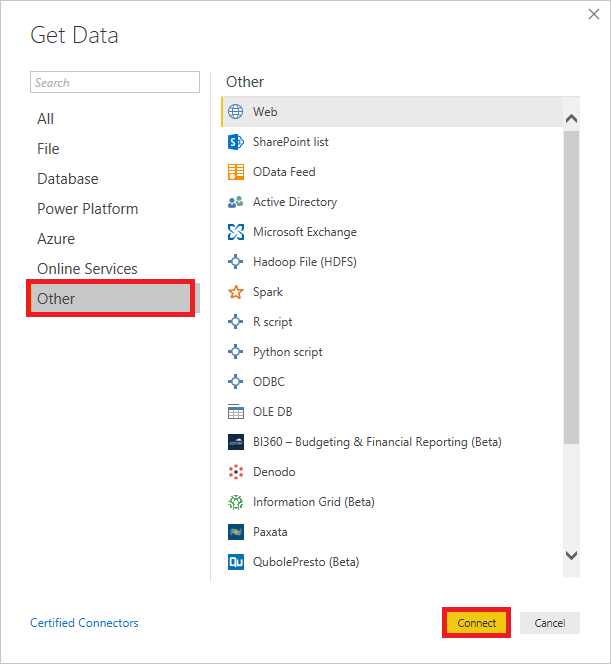 Get Data
Search
All
File
Database
Power Platform
Azure
Online Services
Other
Other
Web
SharePoint list
OData Feed
Active Directory
Microsoft Exchange
Hadoop File (HDFS)
Spark
R script
Python script
ODBC
OLE DB
BI360 – Budgeting & Financial Reporting (Beta)
Denodo
Information Grid (Beta)
Paxata
QubolePresto (Beta)
Certified Connectors
Connect
Cancel